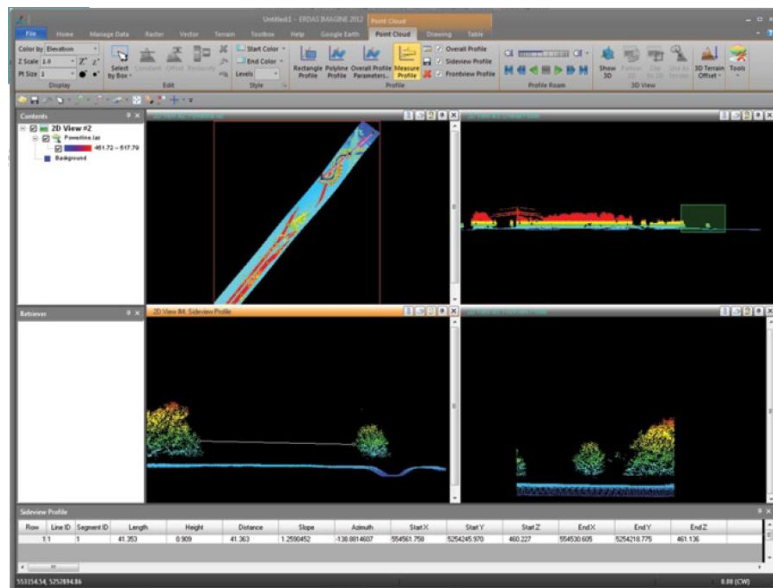 Untitled1 - ERDAS IMAGINE 2012
Point Cloud
File Home Manage Data Raster Vector Terrain Toolbox Help Google Earth Point Cloud Drawing Table
Color by Elevation
Z Scale 1.0
Pt Size 1
Display
Select by Box
Constant Offset
Edit
Start Color
End Color
Levels
Style
Rectangle Profile
Polyline Profile
Overall Profile Parameters...
Measure Profile
Overall Profile
Sideview Profile
Frontview Profile
Profile
Profile Roam
Show 3D
3D View
3D Terrain Offset
Tools
Contents
2D View #2
Powerline.las
461.72 - 517.79
Background
Retriever
2D View #4: Sideview Profile
Sideview Profile
Row Line ID Segment ID Length Height Distance Slope Azimuth Start X Start Y Start Z End X End Y End Z
1:1 1 41.353 0.909 41.363 1.2590452 -138.8814607 554561.758 5254245.970 460.227 554530.605 5254218.775 461.136
553154.54, 5252894.86
0.00 (CW)